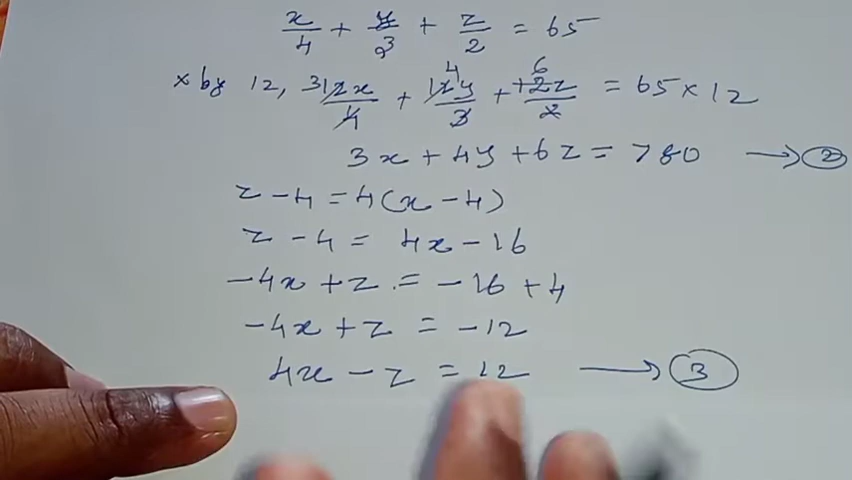 x/4 + y/3 + z/2 = 65
× by 12, 12x/4 3 + 12y/3 4 + 12z/2 6 = 65 × 12
3x + 4y + 6z = 780 → ②
z - 4 = 4(x - 4)
z - 4 = 4x - 16
-4x + z = -16 + 4
-4x + z = -12
4x - z = 12 → ③